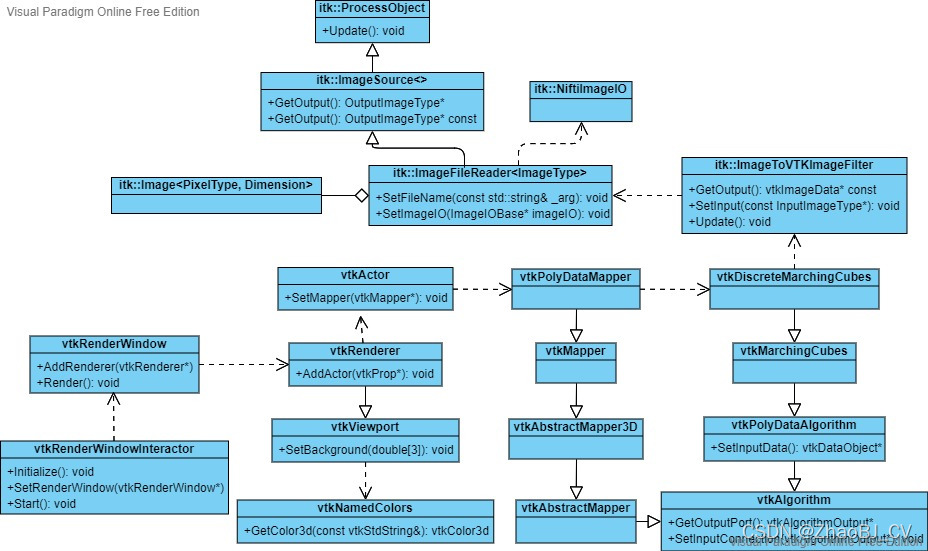 Visual Paradigm Online Free Edition
itk::ProcessObject
+Update(): void
itk::ImageSource<>
+GetOutput(): OutputImageType*
+GetOutput(): OutputImageType* const
itk::NiftiImageIO
itk::Image<PixelType, Dimension>
itk::ImageFileReader<ImageType>
+SetFileName(const std::string& _arg): void
+SetImageIO(ImageIOBase* imageIO): void
itk::ImageToVTKImageFilter
+GetOutput(): vtkImageData* const
+SetInput(const InputImageType*): void
+Update(): void
vtkActor
+SetMapper(vtkMapper*): void
vtkPolyDataMapper
vtkDiscreteMarchingCubes
vtkRenderWindow
+AddRenderer(vtkRenderer*)
+Render(): void
vtkRenderer
+AddActor(vtkProp*): void
vtkMapper
vtkMarchingCubes
vtkViewport
+SetBackground(double[3]): void
vtkAbstractMapper3D
vtkPolyDataAlgorithm
+SetInputData(): vtkDataObject*
vtkRenderWindowInteractor
+Initialize(): void
+SetRenderWindow(vtkRenderWindow*)
+Start(): void
vtkNamedColors
+GetColor3d(const vtkStdString&): vtkColor3d
vtkAbstractMapper
vtkAlgorithm
+GetOutputPort(): vtkAlgorithmOutput*
+SetInputConnection(vtkAlgorithmOutput*): void
CSDN @ZhaoBJ_CV
Visual Paradigm Online Free Edition